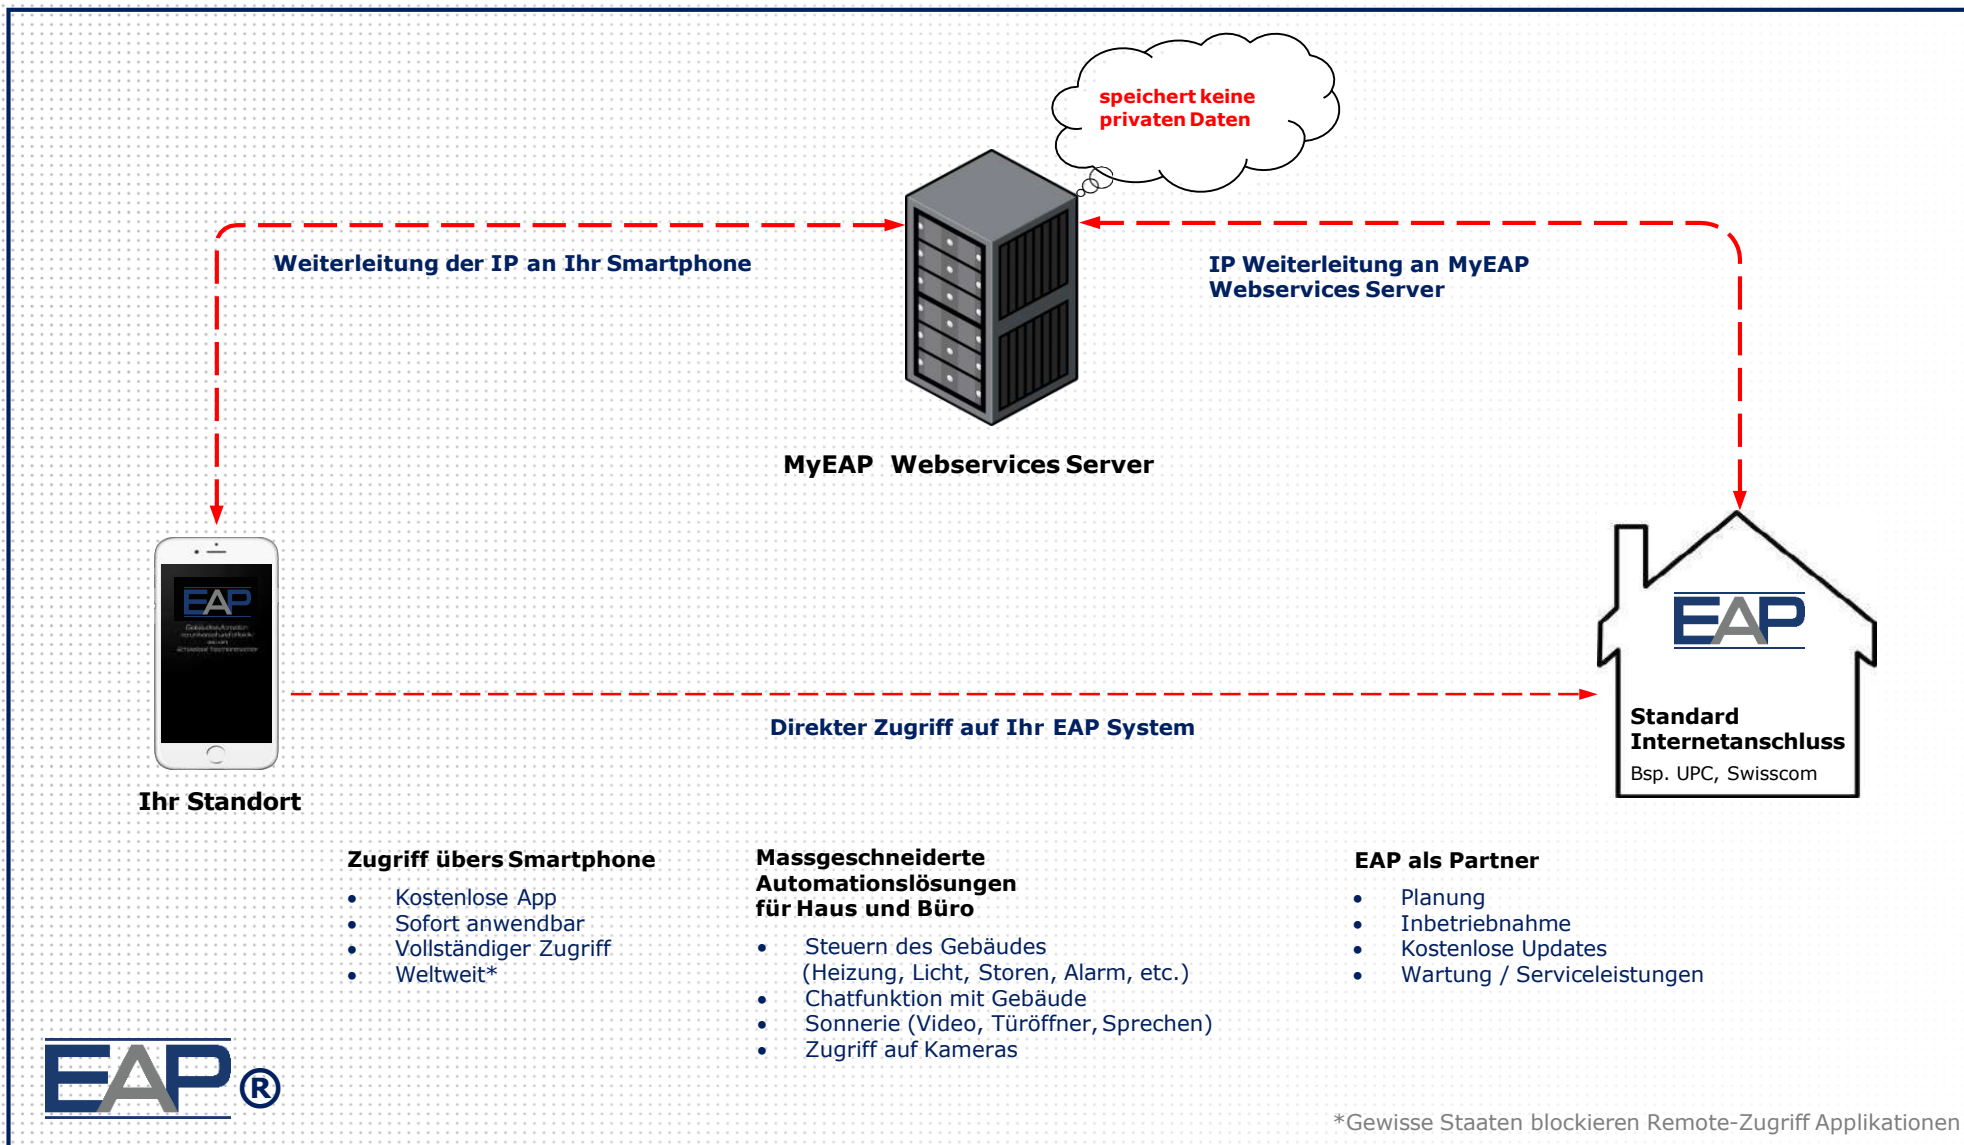 speichert keine
privaten Daten
Weiterleitung der IP an Ihr Smartphone
IP Weiterleitung an MyEAP
Webservices Server
MyEAP Webservices Server
EAP
EAP
Standard
Internetanschluss
Bsp. UPC, Swisscom
Direkter Zugriff auf Ihr EAP System
Ihr Standort
Zugriff übers Smartphone
• Kostenlose App
• Sofort anwendbar
• Vollständiger Zugriff
• Weltweit*
Massgeschneiderte
Automationslösungen
für Haus und Büro
• Steuern des Gebäudes
(Heizung, Licht, Storen, Alarm, etc.)
• Chatfunktion mit Gebäude
• Sonnerie (Video, Türöffner, Sprechen)
• Zugriff auf Kameras
EAP als Partner
• Planung
• Inbetriebnahme
• Kostenlose Updates
• Wartung / Serviceleistungen
EAP®
*Gewisse Staaten blockieren Remote-Zugriff Applikationen